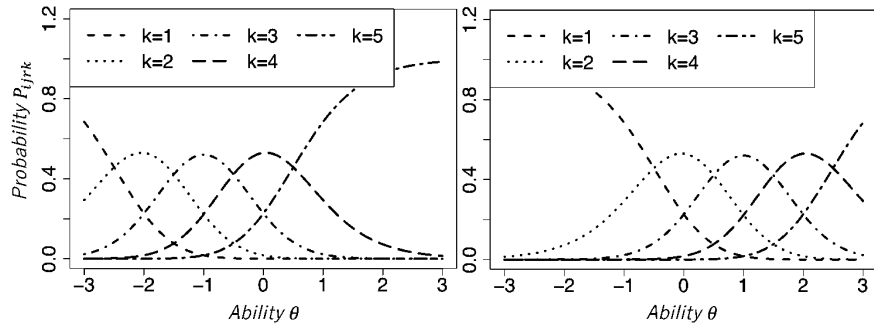 k=1 k=3 k=5
k=2 k=4
1.2
0.8
0.4
0.0
Probability P_{ijrk}
−3 −2 −1 0 1 2 3
Ability θ
k=1 k=3 k=5
k=2 k=4
1.2
0.8
0.4
0.0
−3 −2 −1 0 1 2 3
Ability θ